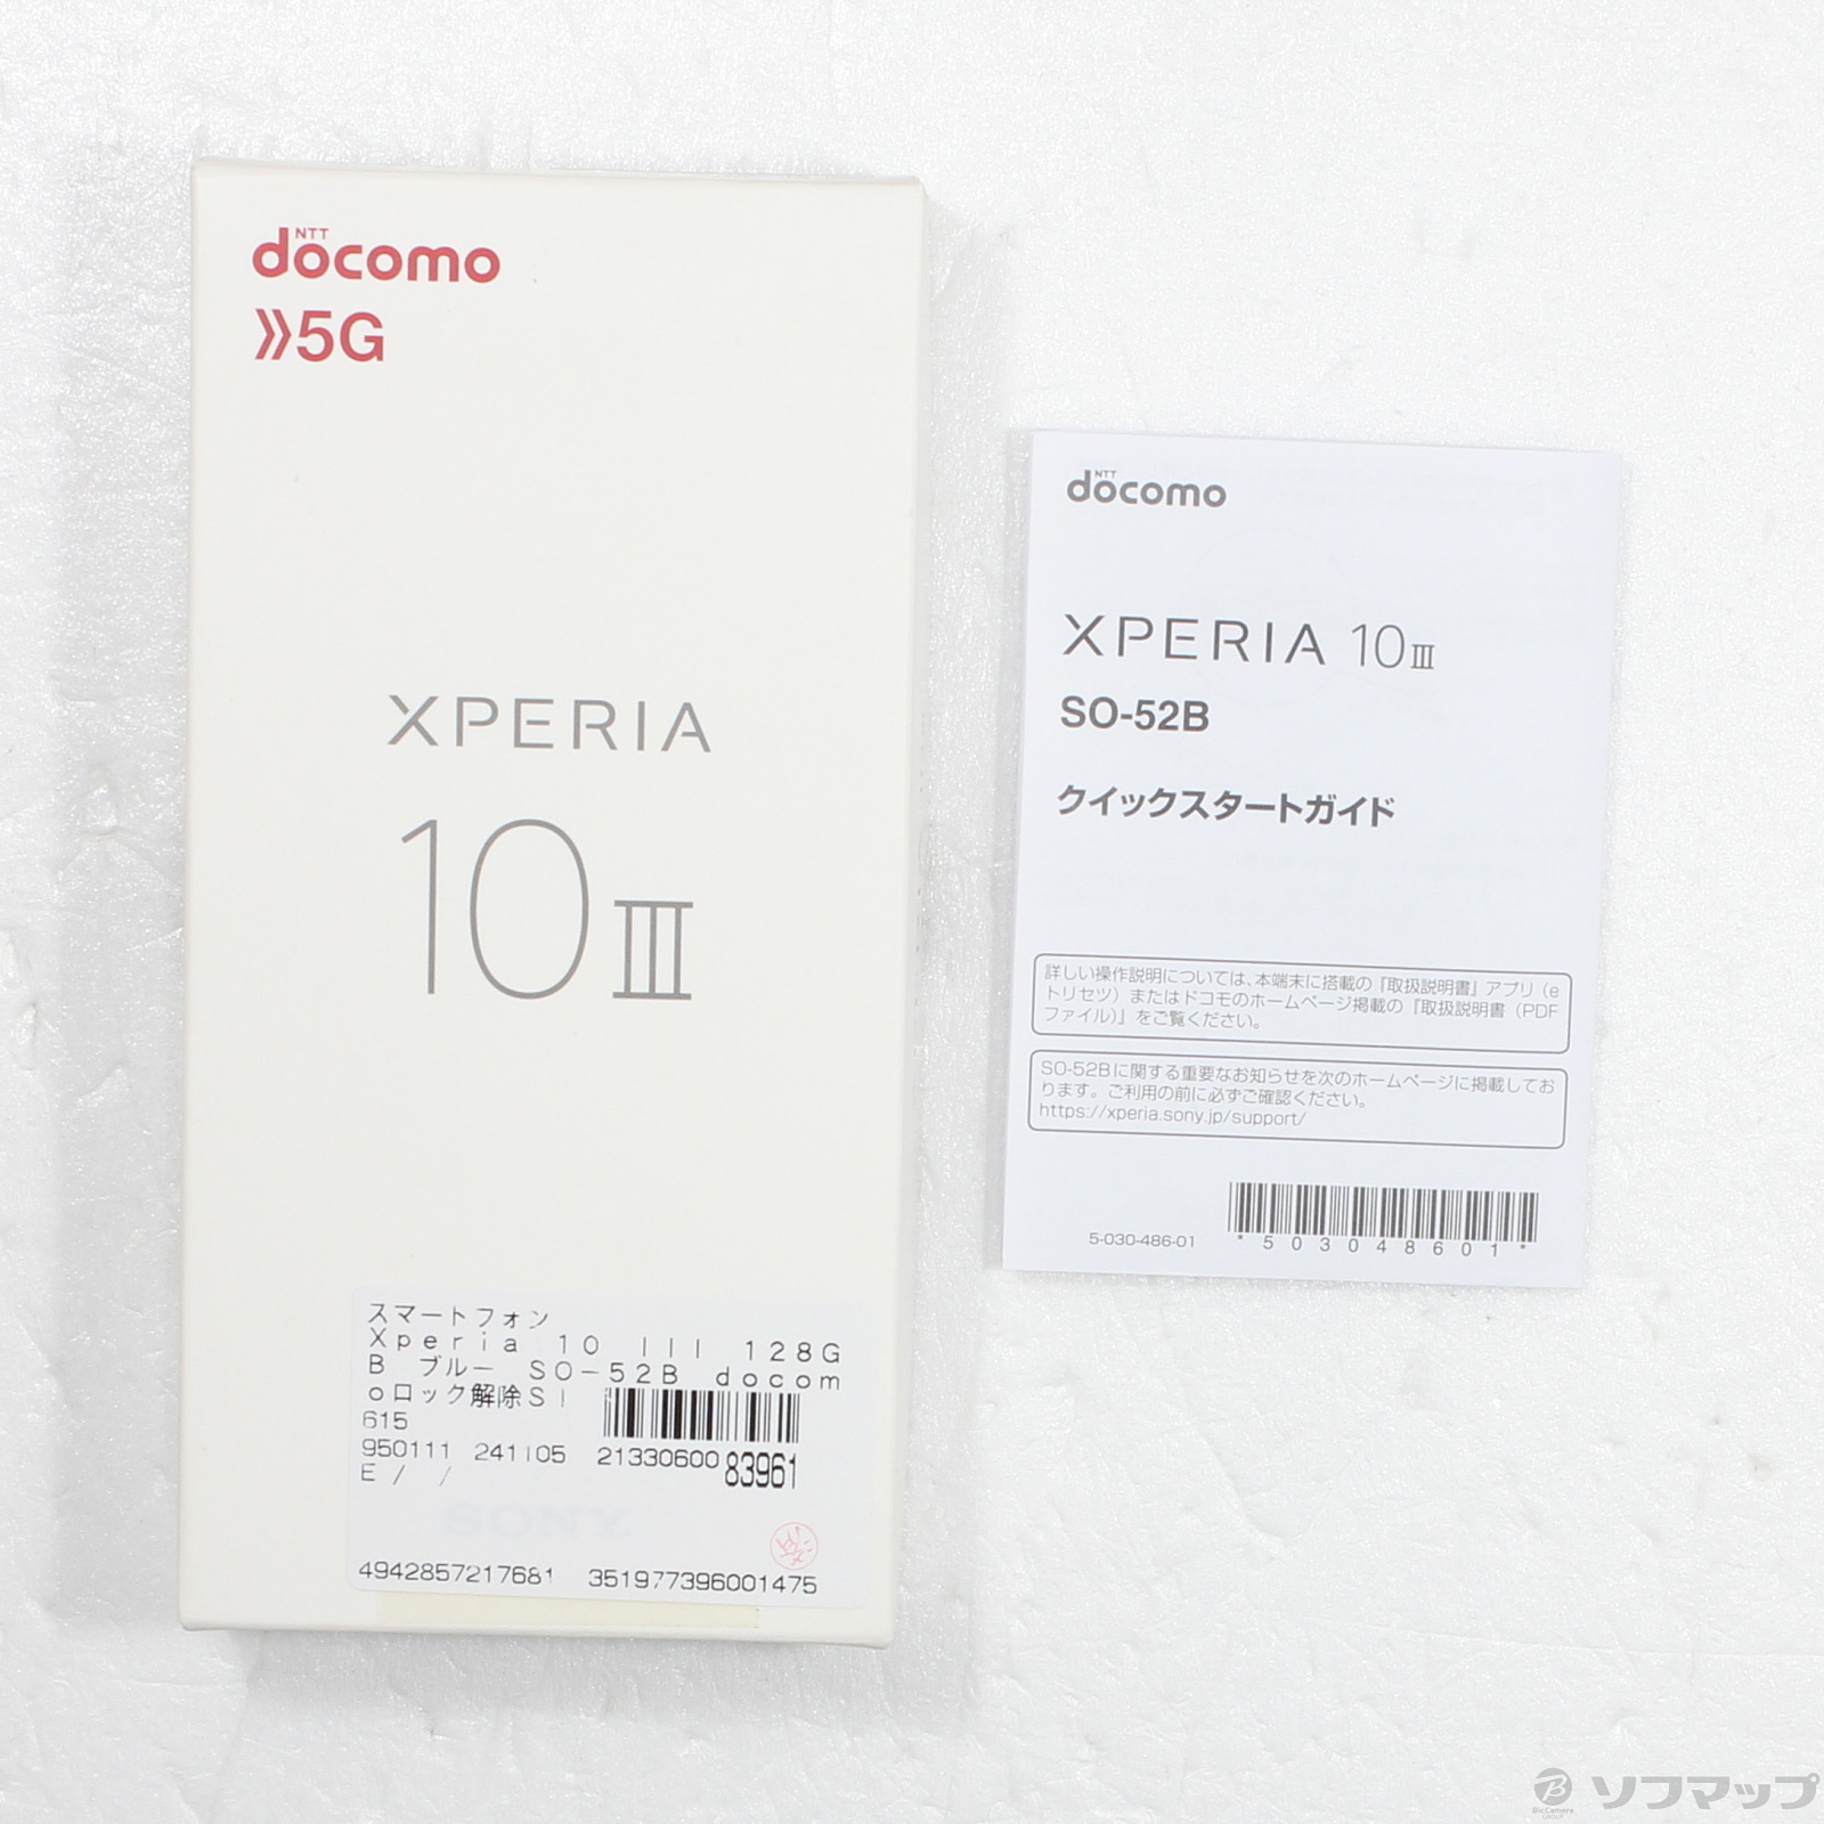 NTT
docomo
5G
XPERIA
10 III
スマートフォン
Xperia 10 III 128G
B ブルー SO-52B docom
oロック解除SI
615
950111 241105 2133060083961
E / /
SONY
4942857217681 351977396001475
NTT
docomo
XPERIA 10 III
SO-52B
クイックスタートガイド
詳しい操作説明については、本端末に搭載の『取扱説明書』アプリ（e
トリセツ）またはドコモのホームページ掲載の『取扱説明書（PDF
ファイル）』をご覧ください。
SO-52Bに関する重要なお知らせを次のホームページに掲載してお
ります。ご利用の前に必ずご確認ください。
https://xperia.sony.jp/support/
5-030-486-01
*503048601*
B
BicCamera
GROUP
ソフマップ